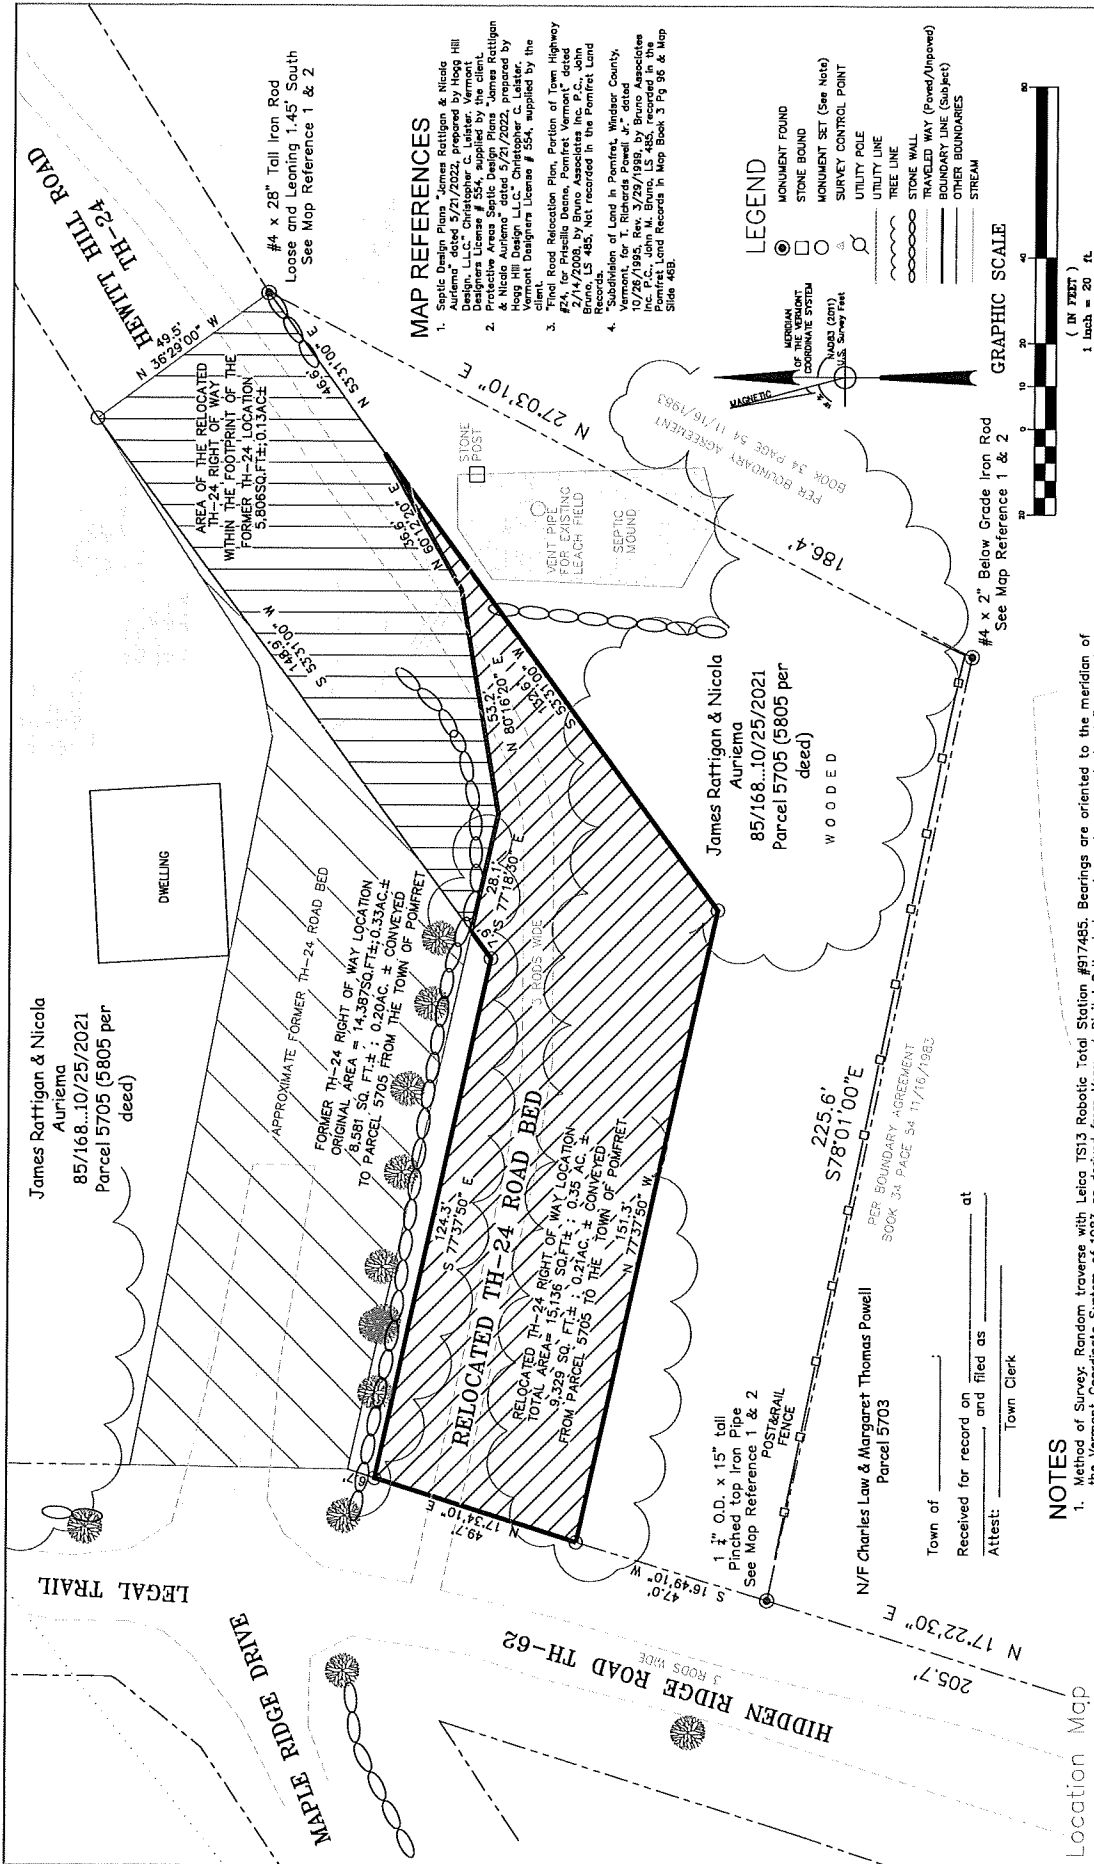 James Rattigan & Nicola
Auriema
85/168...10/25/2021
Parcel 5705 (5805 per
deed)
DWELLING
HEWITT HILL ROAD
TH-24
N 36°29'00" W
49.5'
#4 x 28" Tall Iron Rod
Loose and Leaning 1.45' South
See Map Reference 1 & 2
AREA OF THE RELOCATED
TH-24 RIGHT OF WAY
WITHIN THE FOOTPRINT OF THE
FORMER TH-24 LOCATION
5,806SQ.FT±;0.13AC±
N 53°31'00" E
46.6'
148.9'
S 53°31'00" W
N 60°12'20" E
36.6'
LEGAL TRAIL
MAPLE RIDGE DRIVE
APPROXIMATE FORMER TH-24 ROAD BED
FORMER TH-24 RIGHT OF WAY LOCATION
ORIGINAL AREA = 14,387SQ.FT±;0.33AC.±
8,581 SQ. FT.± ; 0.20AC. ± CONVEYED
TO PARCEL 5705 FROM THE TOWN OF POMFRET
6.7'
124.3'
S 77°37'50" E
1.9'
28.1'
S 77°18'30" E
53.2'
N 80°16'20" E
132.6'
S 53°31'00" W
3 RODS WIDE
RELOCATED TH-24 ROAD BED
RELOCATED TH-24 RIGHT OF WAY LOCATION
TOTAL AREA= 15,136 SQ.FT± ; 0.35 AC. ±
9,329 SQ. FT.± ; 0.21AC. ± CONVEYED
FROM PARCEL 5705 TO THE TOWN OF POMFRET
151.3'
N 77°37'50" W
49.7'
N 17°34'10" E
STONE
POST
VENT PIPE
FOR EXISTING
LEACH FIELD
SEPTIC
MOUND
N 27°03'10" E
186.4'
PER BOUNDARY AGREEMENT
BOOK 34 PAGE 54 11/16/1983
MAP REFERENCES
1. Septic Design Plans "James Rattigan & Nicola
Auriema" dated 5/21/2022, prepared by Hogg Hill
Design, L.L.C." Christopher C. Leister, Vermont
Designers License # 554, supplied by the client.
2. Protective Areas Septic Design Plans "James Rattigan
& Nicola Auriema" dated 5/21/2022, prepared by
Hogg Hill Design L.L.C." Christopher C. Leister,
Vermont Designers License # 554, supplied by the
client.
3. "Final Road Relocation Plan, Portion of Town Highway
#24, for Priscilla Deane, Pomfret Vermont" dated
2/14/2008, by Bruno Associates Inc. P.C., John
Bruno, LS 485, Not recorded in the Pomfret Land
Records.
4. "Subdivision of Land in Pomfret, Windsor County,
Vermont, for T. Richards Powell Jr." dated
10/26/1995, Rev. 3/29/1999, by Bruno Associates
Inc. P.C., John M. Bruno, LS 485, recorded in the
Pomfret Land Records in Map Book 3 Pg 96 & Map
Slide 46B.
James Rattigan & Nicola
Auriema
85/168...10/25/2021
Parcel 5705 (5805 per
deed)
WOODED
LEGEND
MONUMENT FOUND
STONE BOUND
MONUMENT SET (See Note)
SURVEY CONTROL POINT
UTILITY POLE
UTILITY LINE
TREE LINE
STONE WALL
TRAVELED WAY (Paved/Unpaved)
BOUNDARY LINE (Subject)
OTHER BOUNDARIES
STREAM
MERIDIAN
OF THE VERMONT
COORDINATE SYSTEM
MAGNETIC
NAD83 (2011)
U.S. Survey Feet
#4 x 2" Below Grade Iron Rod
See Map Reference 1 & 2
GRAPHIC SCALE
20 0 10 20 40 80
( IN FEET )
1 inch = 20 ft.
1 ¼" O.D. x 15" tall
Pinched top Iron Pipe
See Map Reference 1 & 2
POST&RAIL
FENCE
225.6'
S78°01'00"E
PER BOUNDARY AGREEMENT
BOOK 34 PAGE 54 11/16/1983
HIDDEN RIDGE ROAD TH-62
3 RODS WIDE
47.0'
S 16°49'10" W
N 17°22'30" E
205.7'
N/F Charles Law & Margaret Thomas Powell
Parcel 5703
Town of
Received for record on at
and filed as
Attest:
Town Clerk
NOTES
1. Method of Survey: Random traverse with Leica TS13 Robotic Total Station #917485. Bearings are oriented to the meridian of
Location Map